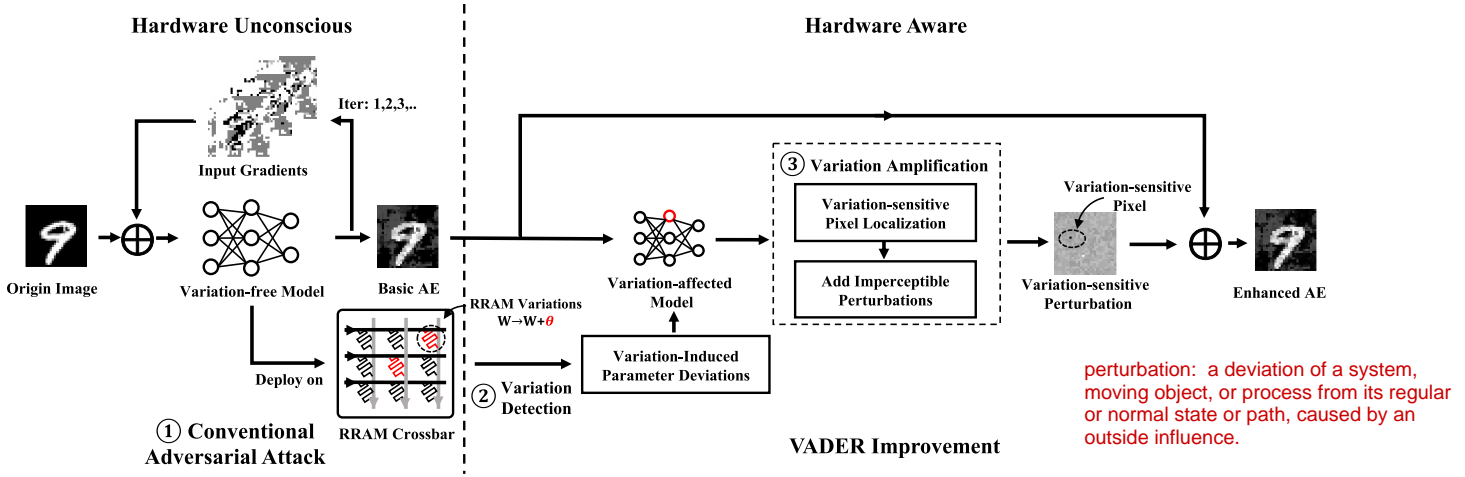 Hardware Unconscious
Hardware Aware
Iter: 1,2,3,..
Input Gradients
Origin Image
Variation-free Model
Basic AE
Deploy on
RRAM Variations
W→W+θ
RRAM Crossbar
① Conventional
Adversarial Attack
② Variation
Detection
Variation-Induced
Parameter Deviations
Variation-affected
Model
③ Variation Amplification
Variation-sensitive
Pixel Localization
Add Imperceptible
Perturbations
Variation-sensitive
Pixel
Variation-sensitive
Perturbation
Enhanced AE
VADER Improvement
perturbation: a deviation of a system,
moving object, or process from its regular
or normal state or path, caused by an
outside influence.